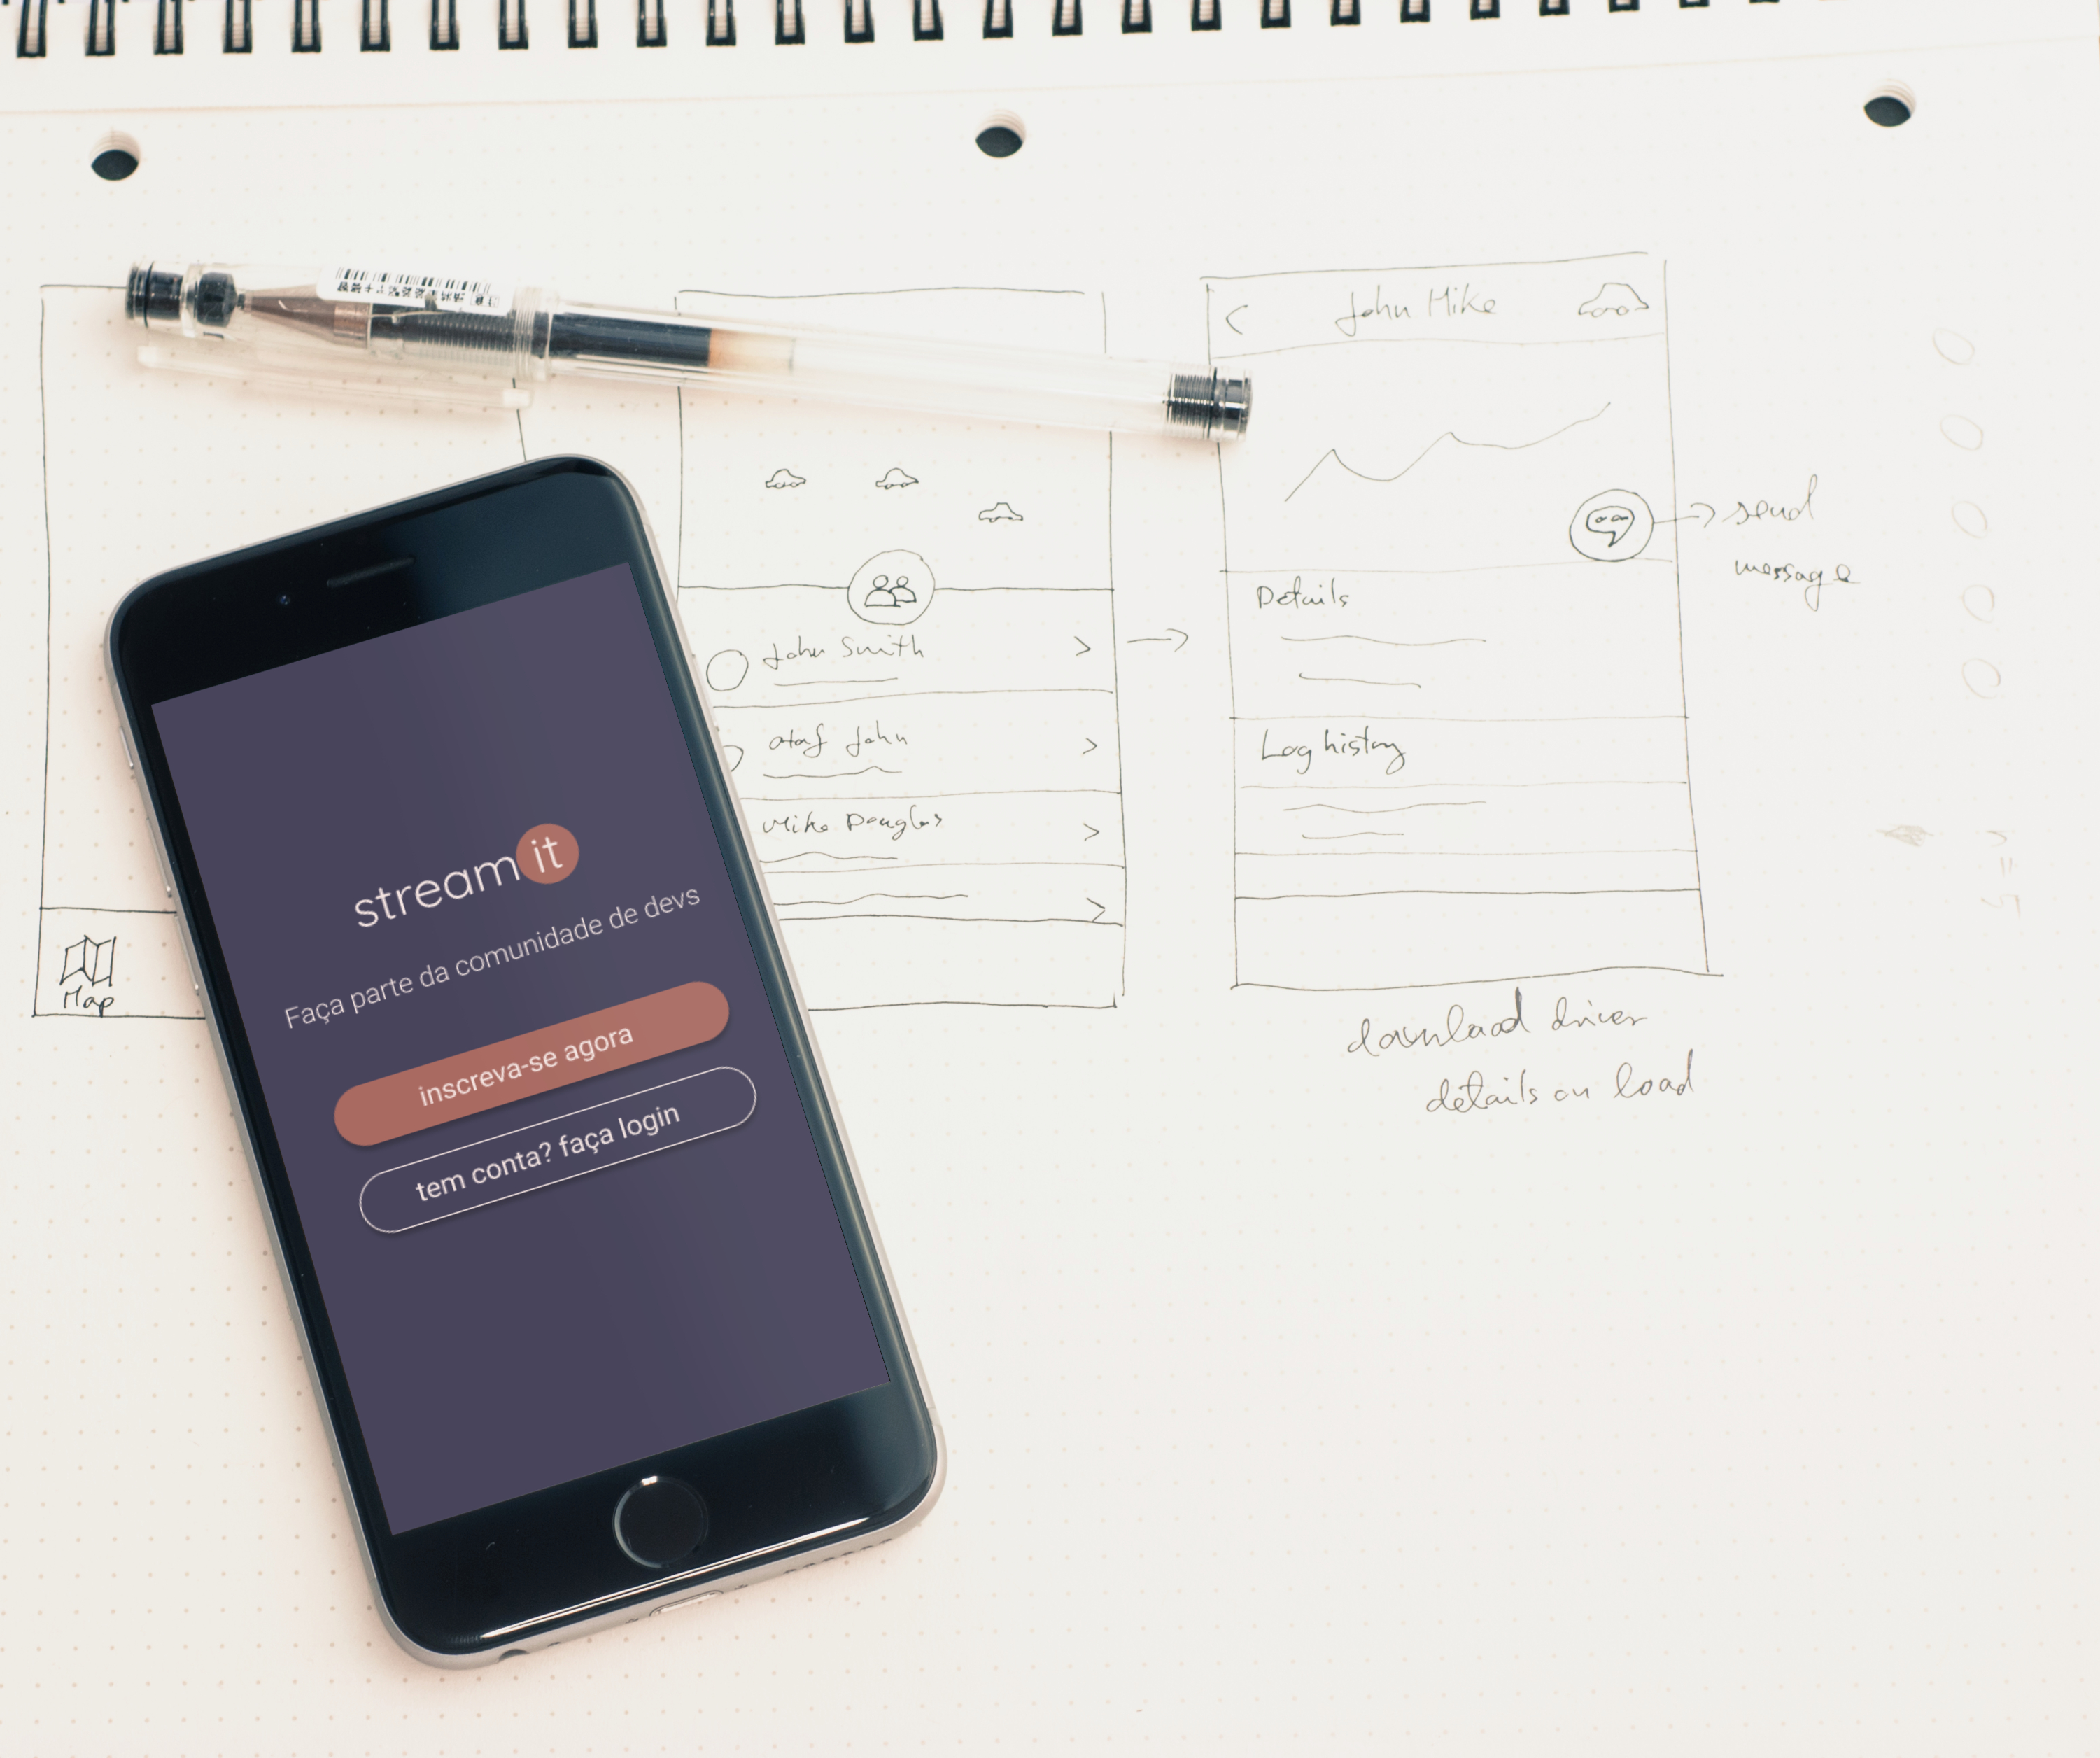 John Mike
send
message
Details
John Smith
Olaf John
Log history
Mike Douglas
Map
download driver
details on load
streamit
Faça parte da comunidade de devs
inscreva-se agora
tem conta? faça login